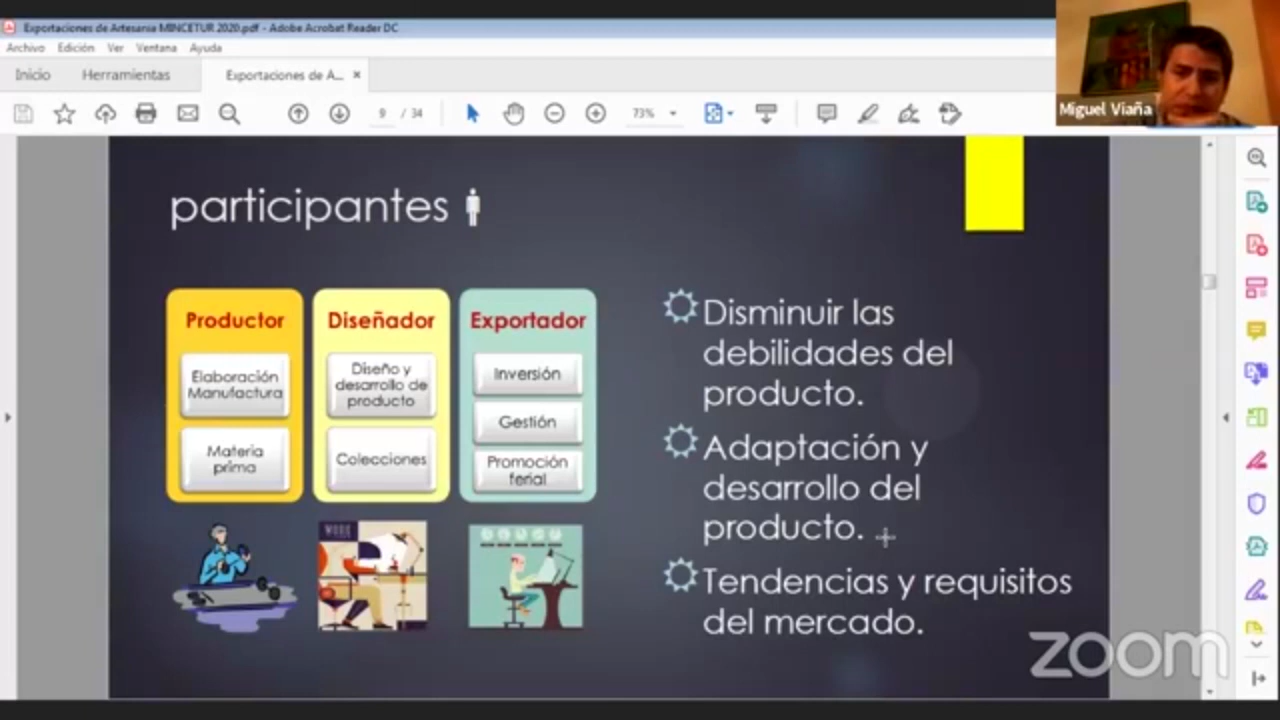 Exportaciones de Artesania MINCETUR 2020.pdf - Adobe Acrobat Reader DC
Archivo Edición Ver Ventana Ayuda
Inicio Herramientas Exportaciones de A... ×
9 / 34 73%
Miguel Viaña
participantes
Productor
Elaboración
Manufactura
Materia
prima
Diseñador
Diseño y
desarrollo de
producto
Colecciones
Exportador
Inversión
Gestión
Promoción
ferial
WORK
Disminuir las
debilidades del
producto.
Adaptación y
desarrollo del
producto.
Tendencias y requisitos
del mercado.
zoom